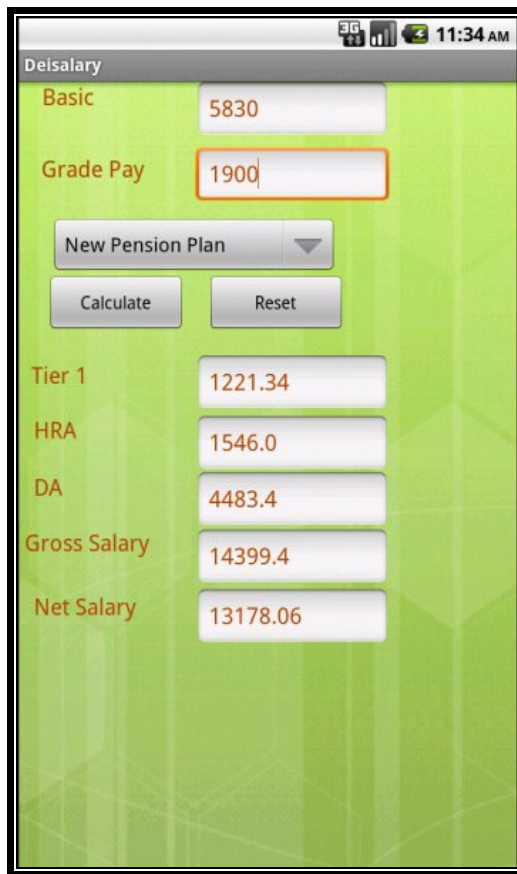 3G 11:34 AM
Deisalary
Basic 5830
Grade Pay 1900
New Pension Plan
Calculate Reset
Tier 1 1221.34
HRA 1546.0
DA 4483.4
Gross Salary 14399.4
Net Salary 13178.06